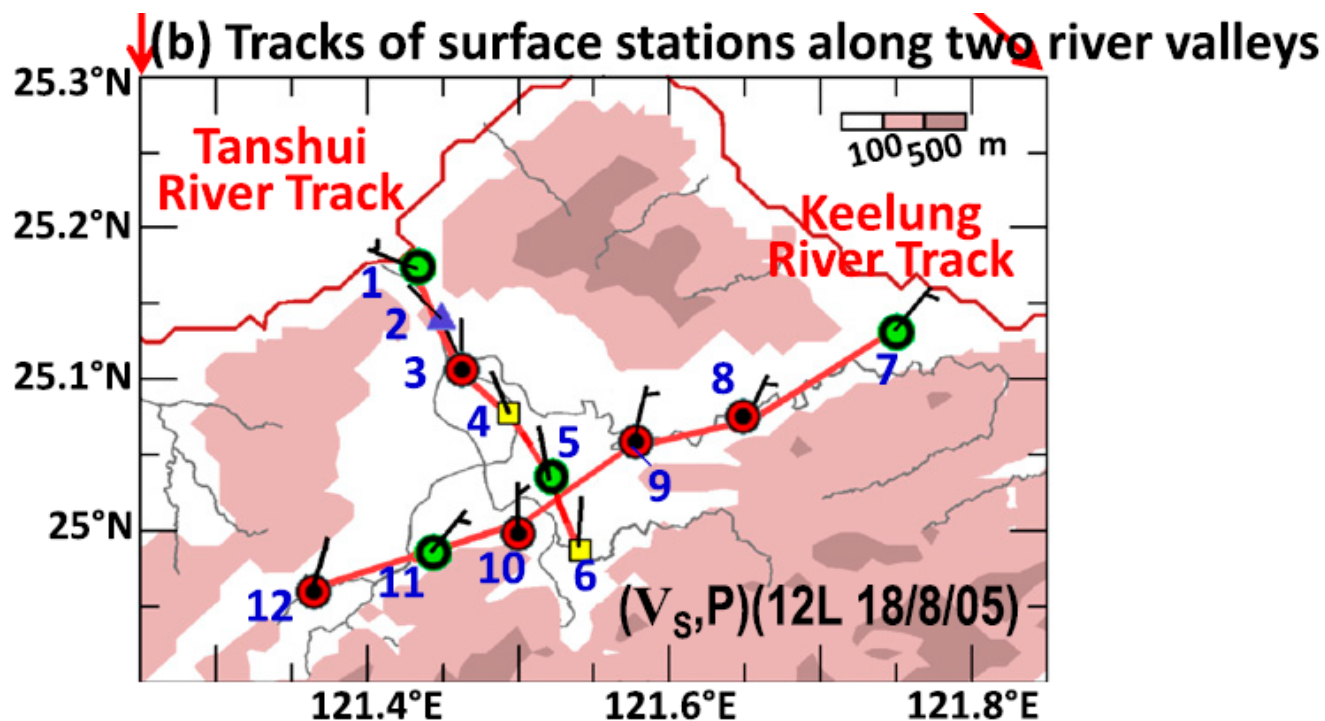 (b) Tracks of surface stations along two river valleys
25.3°N
25.2°N
25.1°N
25°N
Tanshui
River Track
100 500 m
Keelung
River Track
1
2
3
4
5
6
7
8
9
10
11
12
(Vs,P)(12L 18/8/05)
121.4°E
121.6°E
121.8°E